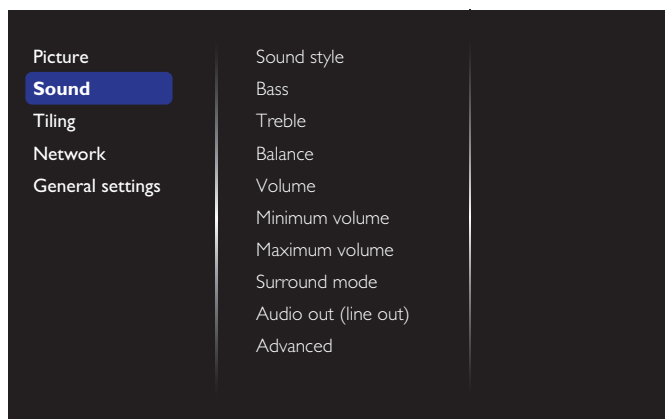 Picture
Sound
Tiling
Network
General settings
Sound style
Bass
Treble
Balance
Volume
Minimum volume
Maximum volume
Surround mode
Audio out (line out)
Advanced